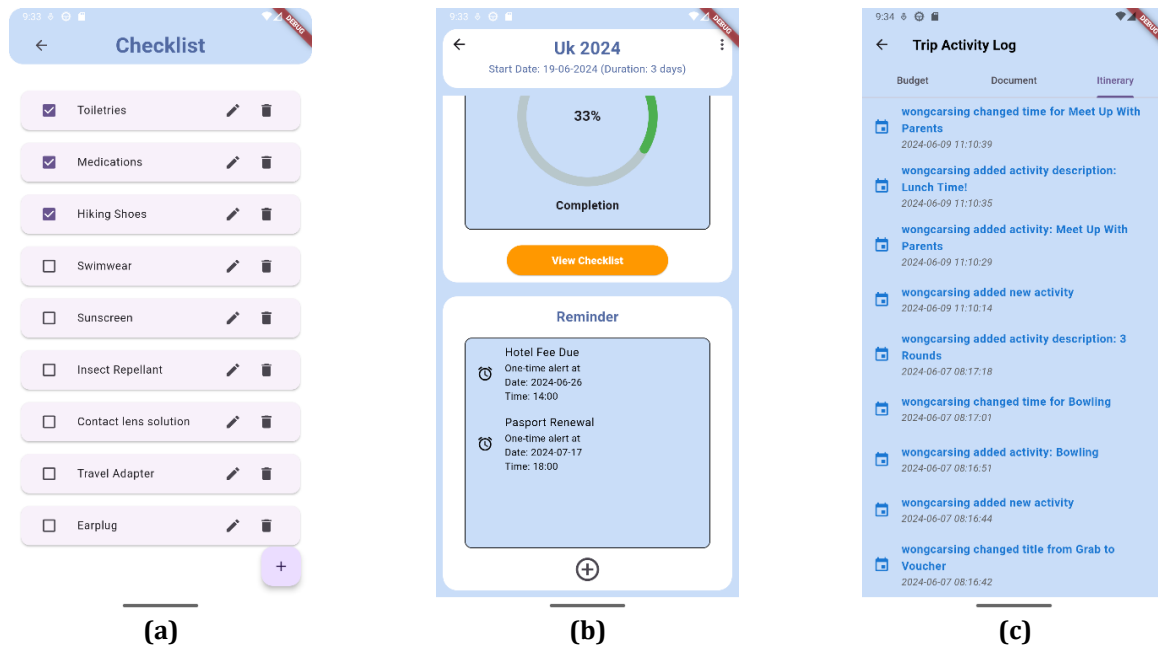 9:33
DEBUG
Checklist
Toiletries
Medications
Hiking Shoes
Swimwear
Sunscreen
Insect Repellant
Contact lens solution
Travel Adapter
Earplug
+
(a)
9:33
DEBUG
Uk 2024
Start Date: 19-06-2024 (Duration: 3 days)
33%
Completion
View Checklist
Reminder
Hotel Fee Due
One-time alert at
Date: 2024-06-26
Time: 14:00
Pasport Renewal
One-time alert at
Date: 2024-07-17
Time: 18:00
(b)
9:34
DEBUG
Trip Activity Log
Budget Document Itinerary
wongcarsing changed time for Meet Up With
Parents
2024-06-09 11:10:39
wongcarsing added activity description:
Lunch Time!
2024-06-09 11:10:35
wongcarsing added activity: Meet Up With
Parents
2024-06-09 11:10:29
wongcarsing added new activity
2024-06-09 11:10:14
wongcarsing added activity description: 3
Rounds
2024-06-07 08:17:18
wongcarsing changed time for Bowling
2024-06-07 08:17:01
wongcarsing added activity: Bowling
2024-06-07 08:16:51
wongcarsing added new activity
2024-06-07 08:16:44
wongcarsing changed title from Grab to
Voucher
2024-06-07 08:16:42
(c)